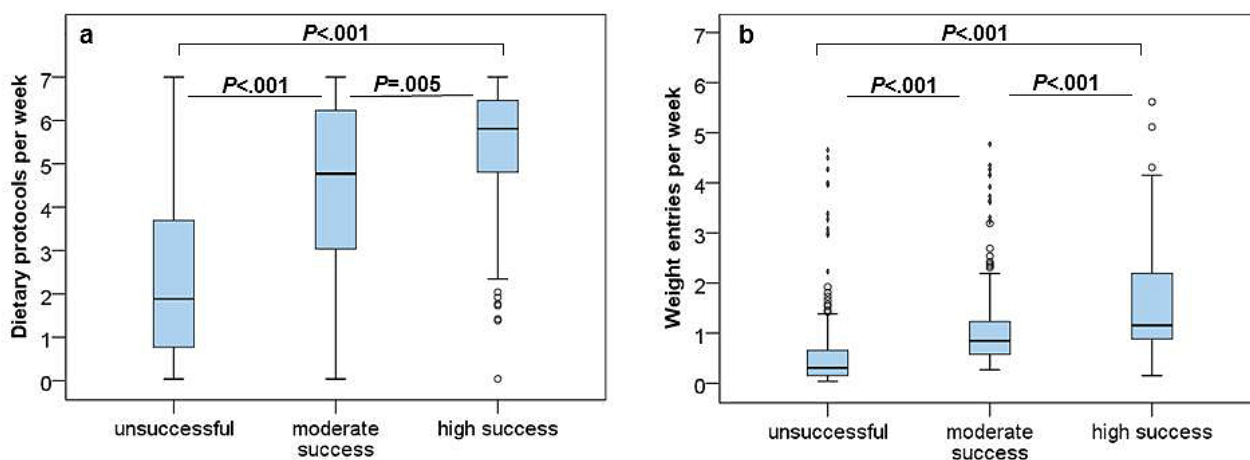 a
P<.001
P<.001
P=.005
Dietary protocols per week
7
6
5
4
3
2
1
0
unsuccessful
moderate
success
high success
b
P<.001
P<.001
P<.001
Weight entries per week
7
6
5
4
3
2
1
0
unsuccessful
moderate
success
high success